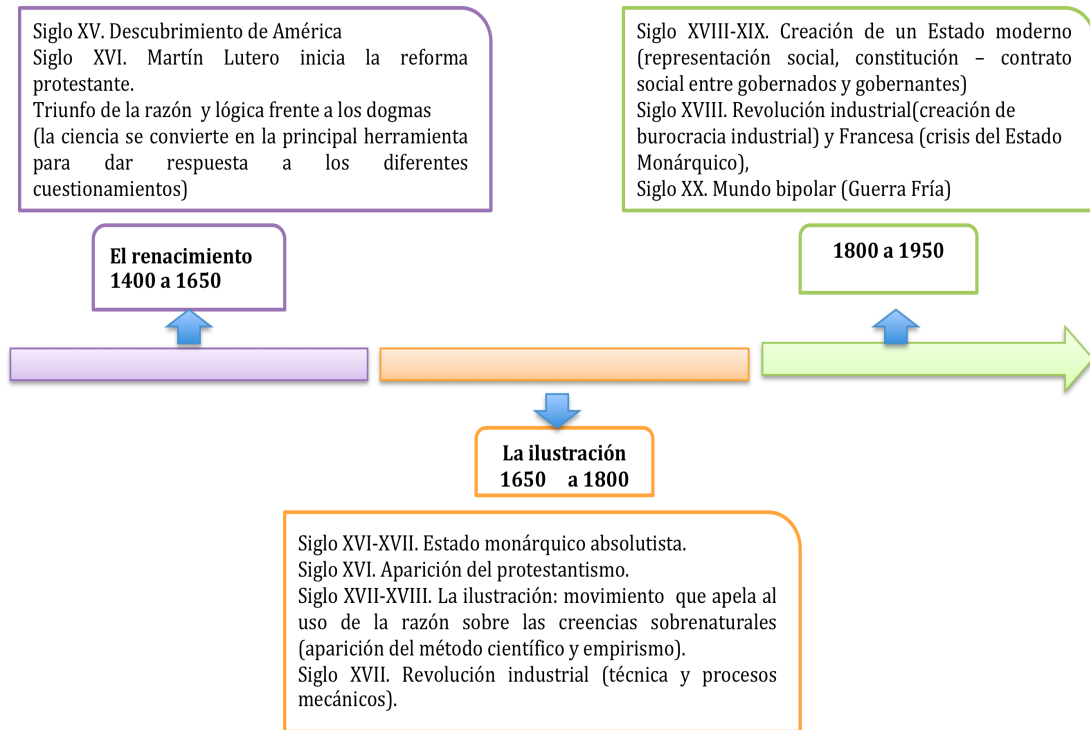 Siglo XV. Descubrimiento de América
Siglo XVI. Martín Lutero inicia la reforma
protestante.
Triunfo de la razón y lógica frente a los dogmas
(la ciencia se convierte en la principal herramienta
para dar respuesta a los diferentes
cuestionamientos)
El renacimiento
1400 a 1650
Siglo XVIII-XIX. Creación de un Estado moderno
(representación social, constitución – contrato
social entre gobernados y gobernantes)
Siglo XVIII. Revolución industrial(creación de
burocracia industrial) y Francesa (crisis del Estado
Monárquico),
Siglo XX. Mundo bipolar (Guerra Fría)
1800 a 1950
La ilustración
1650 a 1800
Siglo XVI-XVII. Estado monárquico absolutista.
Siglo XVI. Aparición del protestantismo.
Siglo XVII-XVIII. La ilustración: movimiento que apela al
uso de la razón sobre las creencias sobrenaturales
(aparición del método científico y empirismo).
Siglo XVII. Revolución industrial (técnica y procesos
mecánicos).